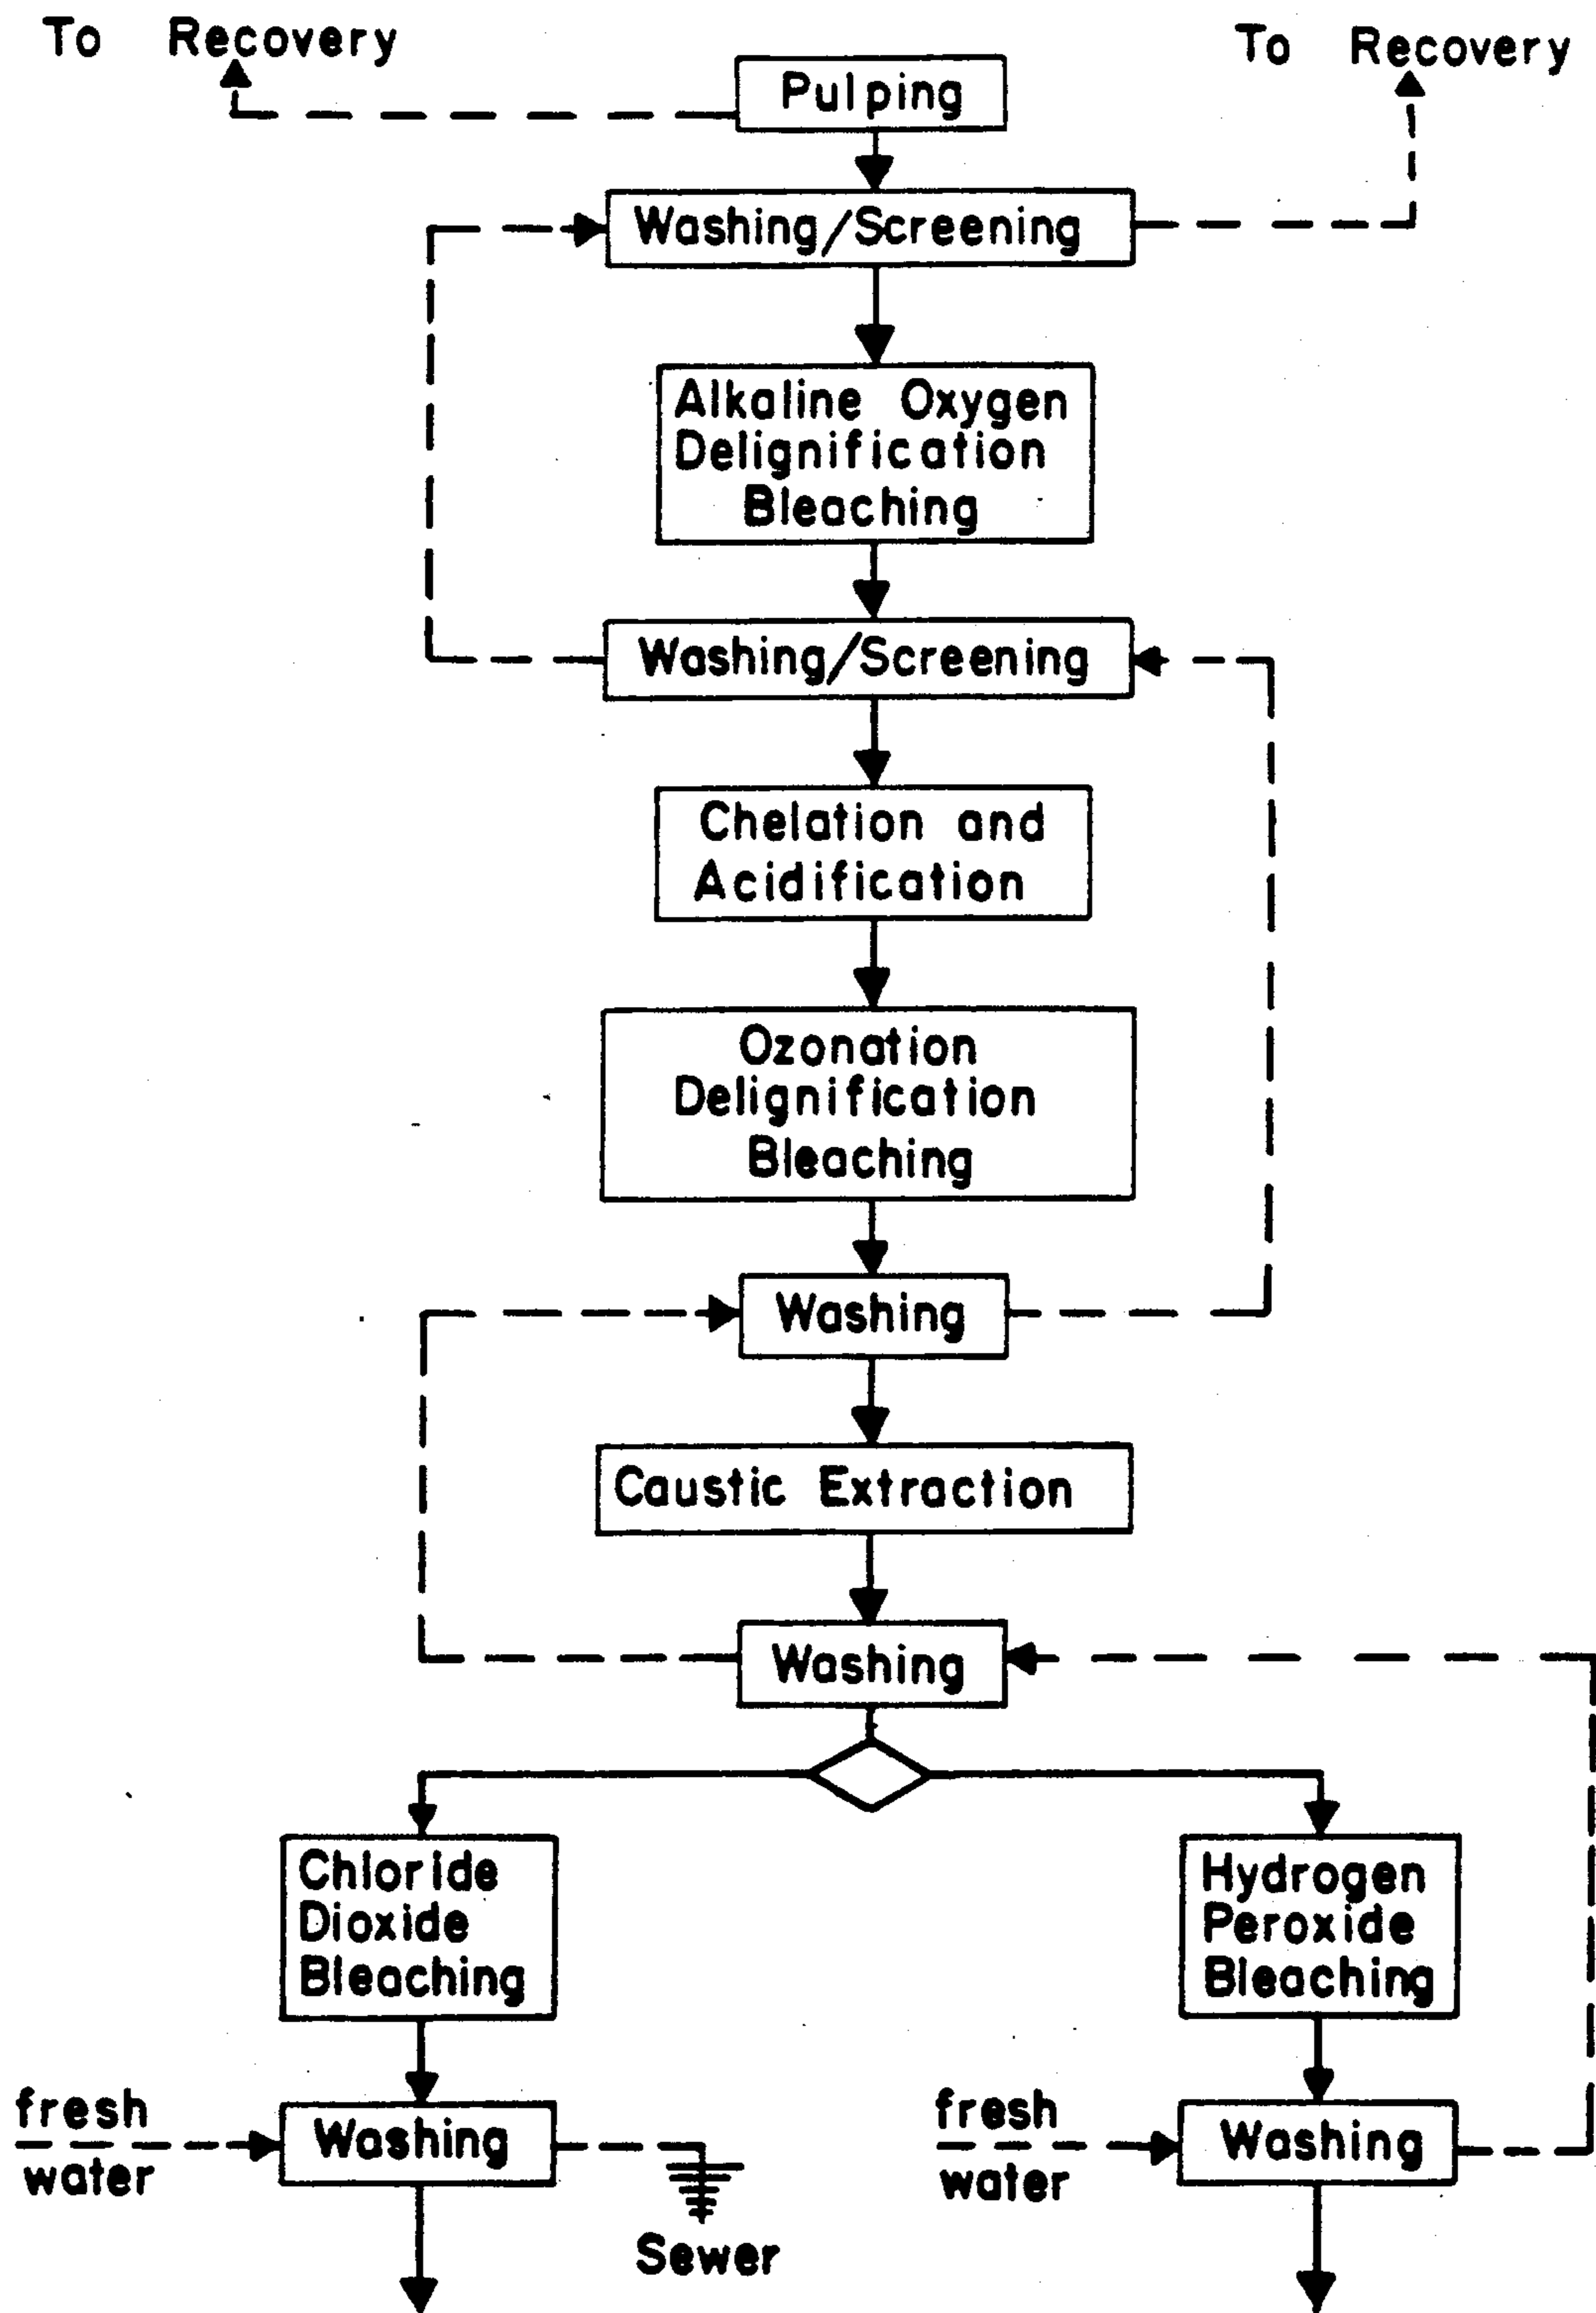 To Recovery
To Recovery
Pulping
Washing/Screening
Alkaline Oxygen
Delignification
Bleaching
Washing/Screening
Chelation and
Acidification
Ozonation
Delignification
Bleaching
Washing
Caustic Extraction
Washing
Chloride
Dioxide
Bleaching
Hydrogen
Peroxide
Bleaching
fresh
water
Washing
Sewer
fresh
water
Washing